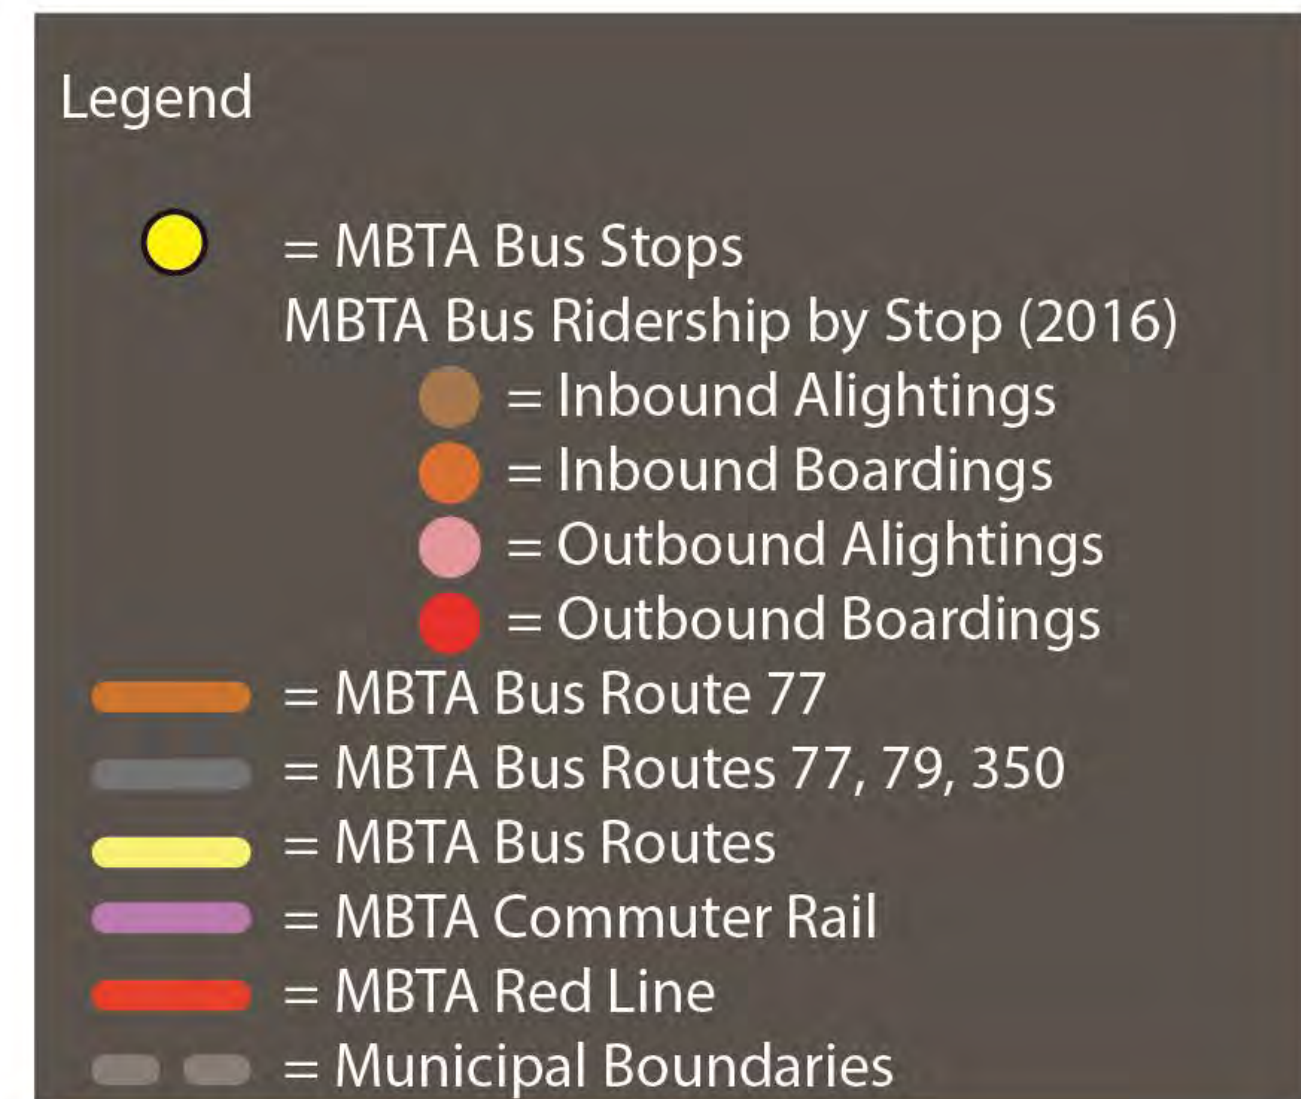 Legend
= MBTA Bus Stops
MBTA Bus Ridership by Stop (2016)
= Inbound Alightings
= Inbound Boardings
= Outbound Alightings
= Outbound Boardings
= MBTA Bus Route 77
= MBTA Bus Routes 77, 79, 350
= MBTA Bus Routes
= MBTA Commuter Rail
= MBTA Red Line
= Municipal Boundaries